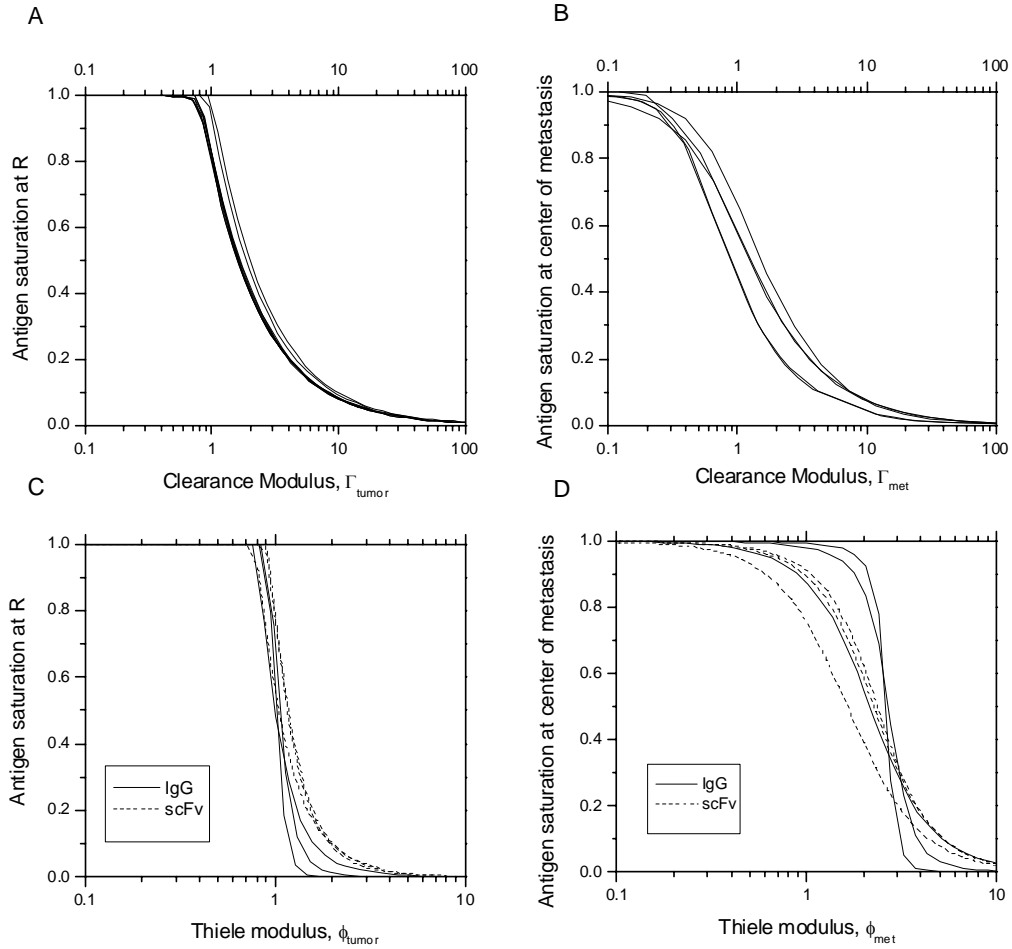 A
0.1 1 10 100
1.0
0.8
0.6
0.4
0.2
0.0
Antigen saturation at R
0.1 1 10 100
Clearance Modulus, Γtumor
B
0.1 1 10 100
1.0
0.8
0.6
0.4
0.2
0.0
Antigen saturation at center of metastasis
0.1 1 10 100
Clearance Modulus, Γmet
C
1.0
0.8
0.6
0.4
0.2
0.0
Antigen saturation at R
IgG
scFv
0.1 1 10
Thiele modulus, ϕtumor
D
1.0
0.8
0.6
0.4
0.2
0.0
Antigen saturation at center of metastasis
IgG
scFv
0.1 1 10
Thiele modulus, ϕmet